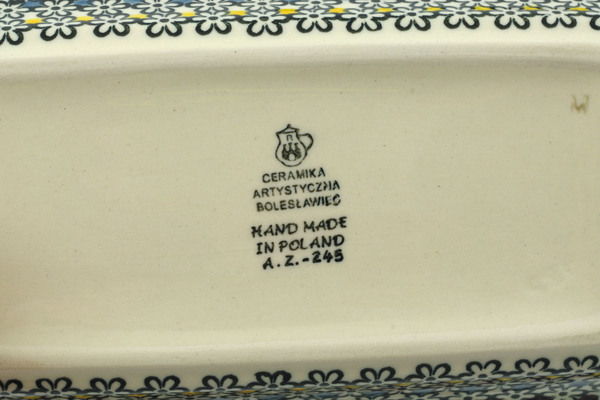 CERAMIKA
ARTYSTYCZNA
BOLESŁAWIEC
HAND MADE
IN POLAND
A.Z.-245
W